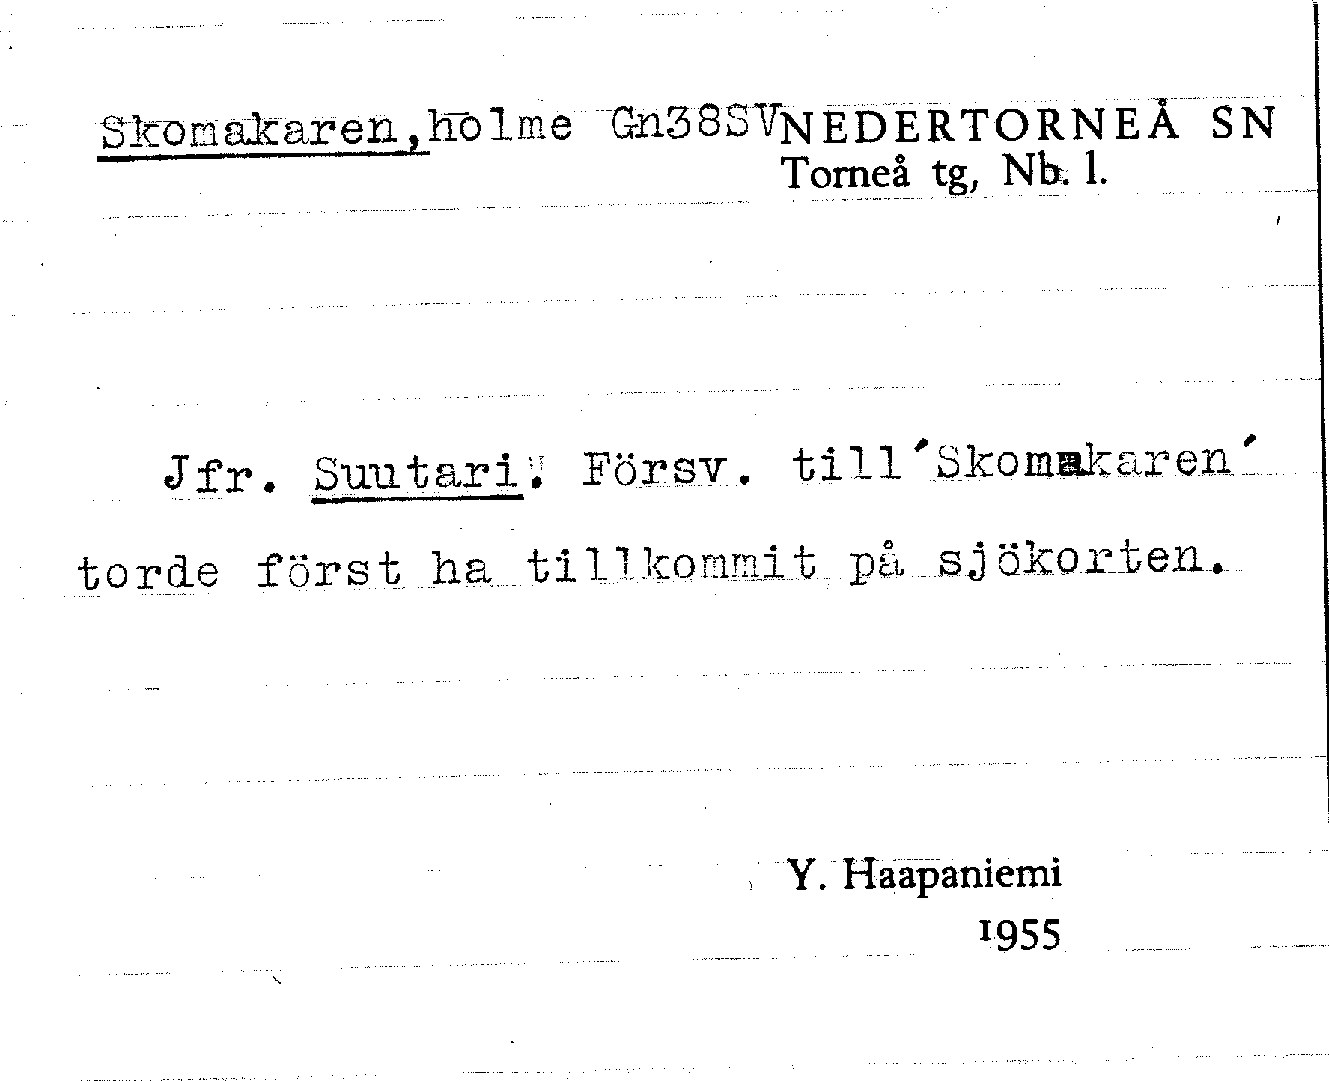 Skomakaren, holme Gn38SV NEDERTORNEÅ SN
Torneå tg, Nb. l.
Jfr. Suutari. Försv. till ´Skomakaren´
torde först ha tillkommit på sjökorten.
Y. Haapaniemi
1955